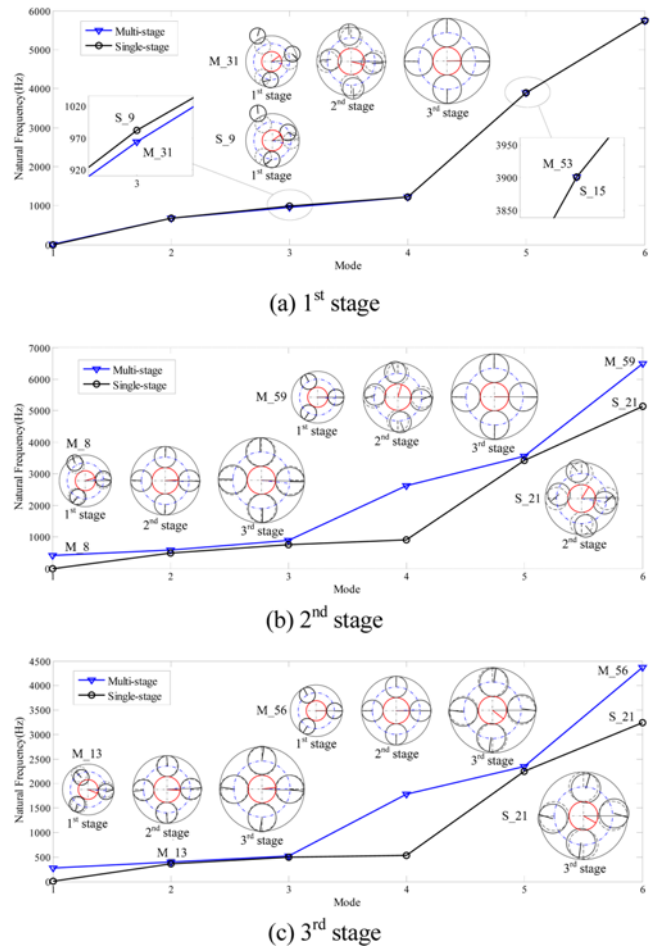 6000
5000
4000
3000
2000
1000
0
Natural Frequency(Hz)
Multi-stage
Single-stage
M_31
1st stage
2nd stage
3rd stage
S_9
1st stage
1020
970
920
S_9
M_31
3
3960
3900
3850
M_53
S_15
1 2 3 4 5 6
Mode
(a) 1st stage
7000
6000
5000
4000
3000
2000
1000
0
Natural Frequency(Hz)
Multi-stage
Single-stage
M_59
1st stage
2nd stage
3rd stage
M_59
S_21
M_8
1st stage
2nd stage
3rd stage
S_21
2nd stage
M_8
1 2 3 4 5 6
Mode
(b) 2nd stage
4500
4000
3500
3000
2500
2000
1500
1000
500
0
Natural Frequency(Hz)
Multi-stage
Single-stage
M_56
1st stage
2nd stage
3rd stage
M_56
S_21
M_13
1st stage
2nd stage
3rd stage
S_21
3rd stage
M_13
1 2 3 4 5 6
Mode
(c) 3rd stage